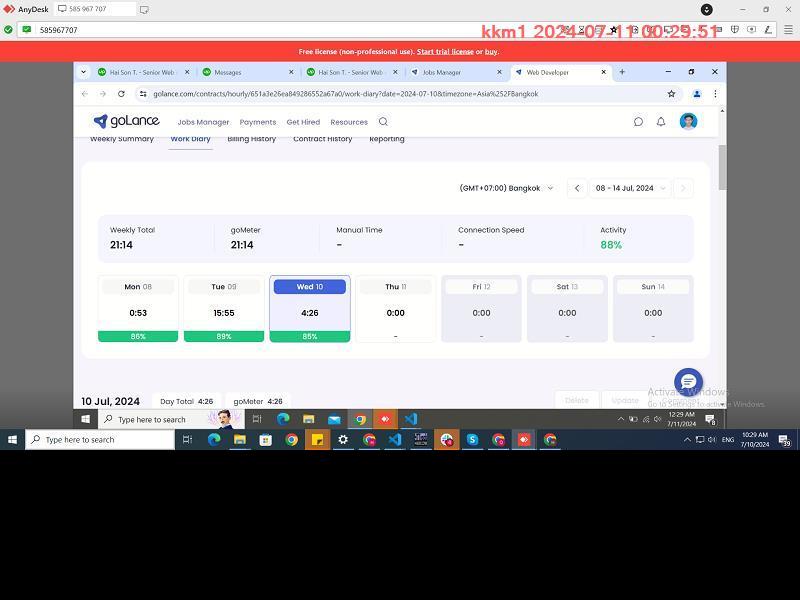 AnyDesk
585 967 707
585967707
kkm1 2024-07-11 00:29:51
Free license (non-professional use). Start trial license or buy.
Hai Son T. - Senior Web
Messages
Hai Son T. - Senior Web
Jobs Manager
Web Developer
golance.com/contracts/hourly/651a3e26ea849286552a67a0/work-diary?date=2024-07-10&timezone=Asia%252FBangkok
goLance
Jobs Manager
Payments
Get Hired
Resources
Weekly Summary
Work Diary
Billing History
Contract History
Reporting
(GMT+07:00) Bangkok
08 - 14 Jul, 2024
Weekly Total
goMeter
Manual Time
Connection Speed
Activity
21:14
21:14
-
-
88%
Mon 08
Tue 09
Wed 10
Thu 11
Fri 12
Sat 13
Sun 14
0:53
15:55
4:26
0:00
0:00
0:00
0:00
86%
89%
85%
-
-
-
-
10 Jul, 2024
Day Total 4:26
goMeter 4:26
Delete
Update
Activate Windows
Go to Settings to activate Windows.
Type here to search
12:29 AM
7/11/2024
Type here to search
ENG
10:29 AM
7/10/2024
39